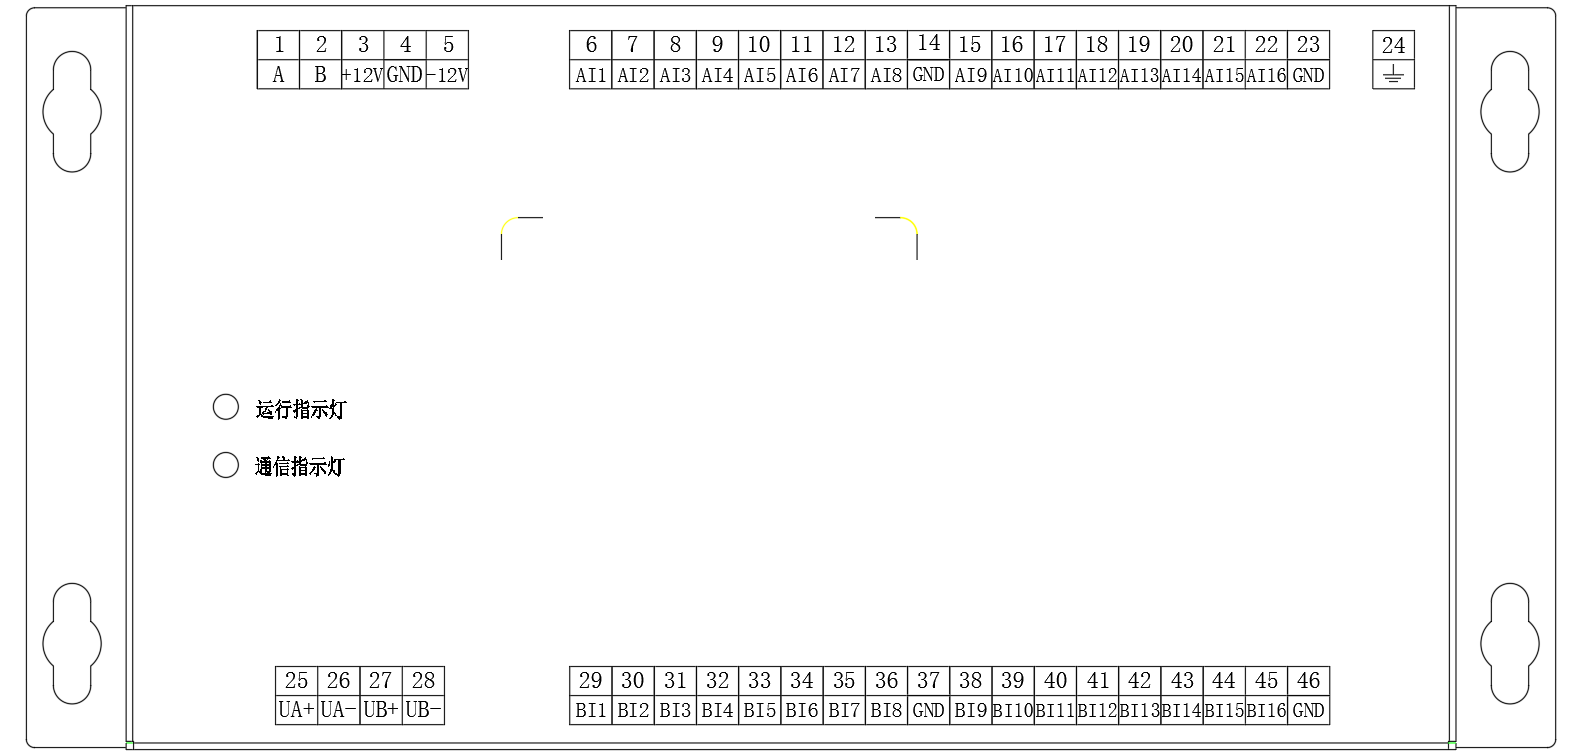 1 2 3 4 5 6 7 8 9 10 11 12 13 14 15 16 17 18 19 20 21 22 23 24
A B +12V GND -12V AI1 AI2 AI3 AI4 AI5 AI6 AI7 AI8 GND AI9 AI10 AI11 AI12 AI13 AI14 AI15 AI16 GND
运行指示灯
通信指示灯
25 26 27 28 29 30 31 32 33 34 35 36 37 38 39 40 41 42 43 44 45 46
UA+ UA- UB+ UB- BI1 BI2 BI3 BI4 BI5 BI6 BI7 BI8 GND BI9 BI10 BI11 BI12 BI13 BI14 BI15 BI16 GND